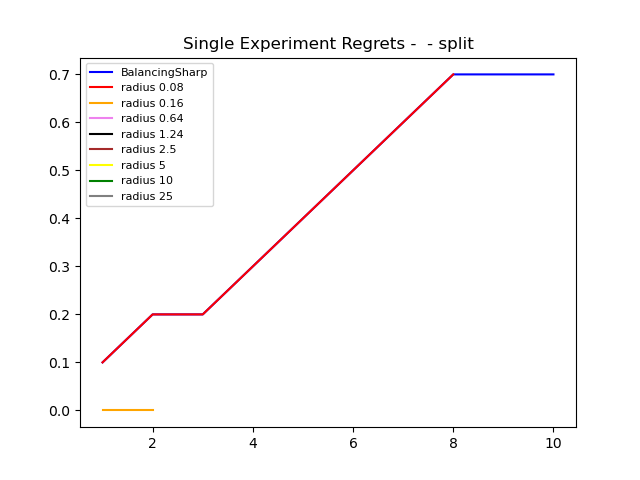 Single Experiment Regrets -  - split
BalancingSharp
radius 0.08
radius 0.16
radius 0.64
radius 1.24
radius 2.5
radius 5
radius 10
radius 25
0.7
0.6
0.5
0.4
0.3
0.2
0.1
0.0
2 4 6 8 10